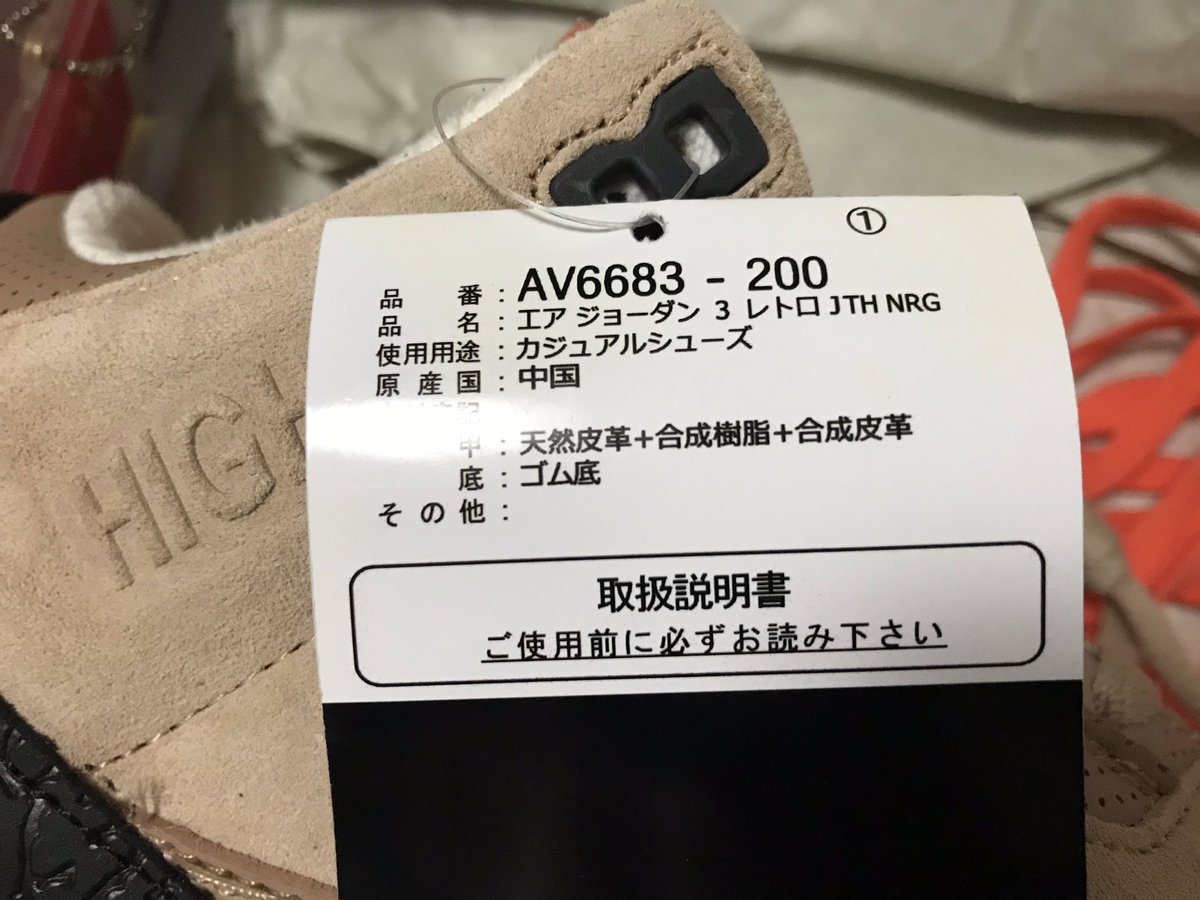 ①
品番：AV6683 - 200
品名：エア ジョーダン 3 レトロ JTH NRG
使用用途：カジュアルシューズ
原産国：中国
甲：天然皮革+合成樹脂+合成皮革
底：ゴム底
その他：
取扱説明書
ご使用前に必ずお読み下さい
HIGH